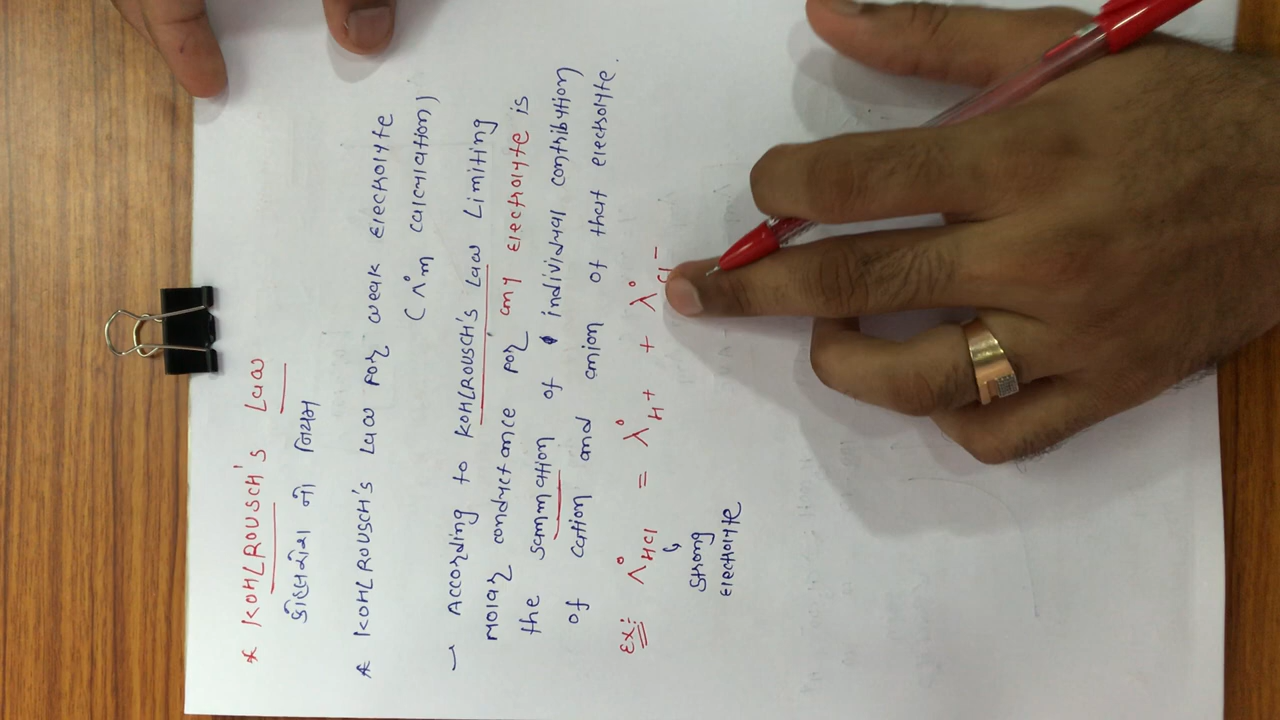 * KOHLROUSCH'S Law
કોહલરોશ નો નિયમ
* KOHLROUSCH'S Law For weak Electrolyte
(Λ°m calculation)
→ According to KOHLROUSCH'S Law Limiting
Molar conductance For any Electrolyte is
the summation of individual contribution
of cation and anion of that electrolyte.
Ex: Λ°HCl = λ°H+ + λ°Cl-
Strong
Electrolyte